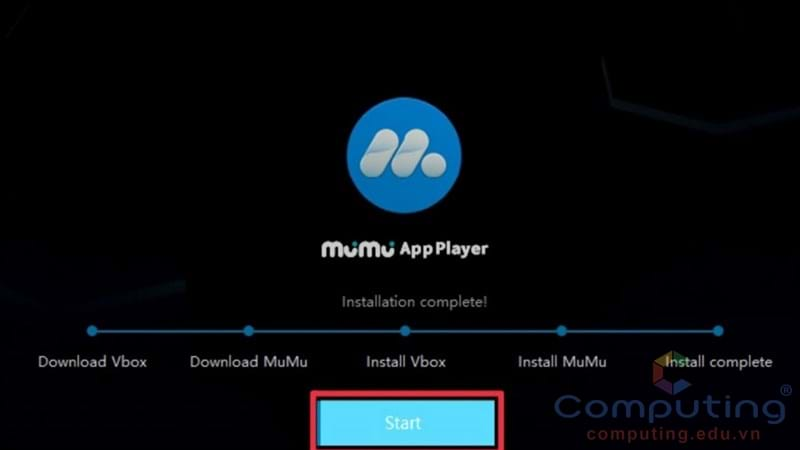 MuMu App Player
Installation complete!
Download Vbox
Download MuMu
Install Vbox
Install MuMu
Install complete
Start
Computing®
computing.edu.vn